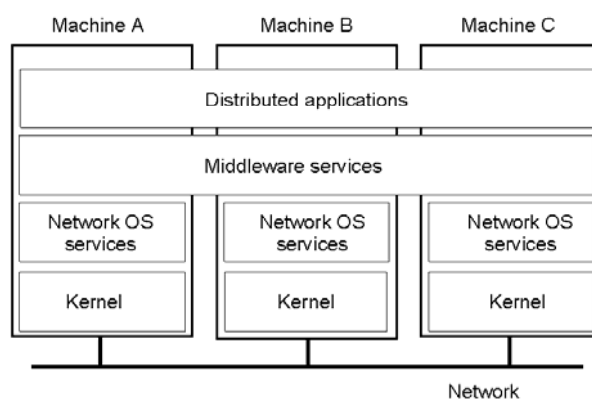 Machine A Machine B Machine C
Distributed applications
Middleware services
Network OS Network OS Network OS
services services services
Kernel Kernel Kernel
Network